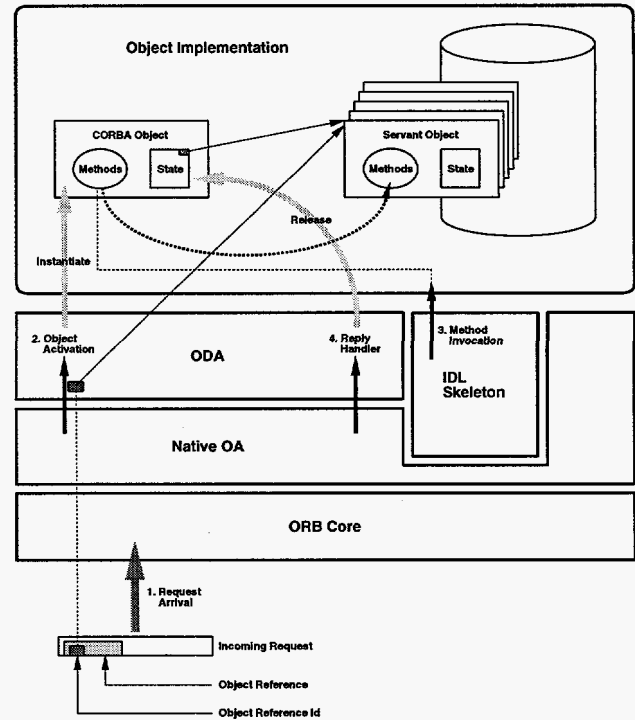 Object Implementation
CORBA Object
Servant Object
Methods
State
Methods
State
Release
Instantiate
2. Object
Activation
ODA
4. Reply
Handler
3. Method
Invocation
IDL
Skeleton
Native OA
ORB Core
1. Request
Arrival
Incoming Request
Object Reference
Object Reference Id